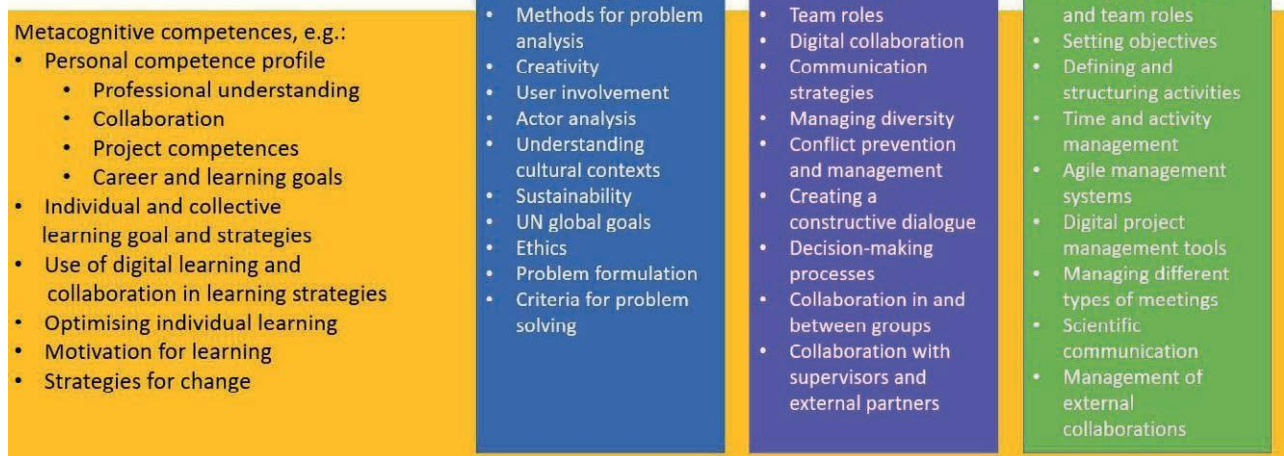 Metacognitive competences, e.g.:
• Personal competence profile
• Professional understanding
• Collaboration
• Project competences
• Career and learning goals
• Individual and collective
learning goal and strategies
• Use of digital learning and
collaboration in learning strategies
• Optimising individual learning
• Motivation for learning
• Strategies for change
• Methods for problem
analysis
• Creativity
• User involvement
• Actor analysis
• Understanding
cultural contexts
• Sustainability
• UN global goals
• Ethics
• Problem formulation
• Criteria for problem
solving
• Team roles
• Digital collaboration
• Communication
strategies
• Managing diversity
• Conflict prevention
and management
• Creating a
constructive dialogue
• Decision-making
processes
• Collaboration in and
between groups
• Collaboration with
supervisors and
external partners
and team roles
• Setting objectives
• Defining and
structuring activities
• Time and activity
management
• Agile management
systems
• Digital project
management tools
• Managing different
types of meetings
• Scientific
communication
• Management of
external
collaborations